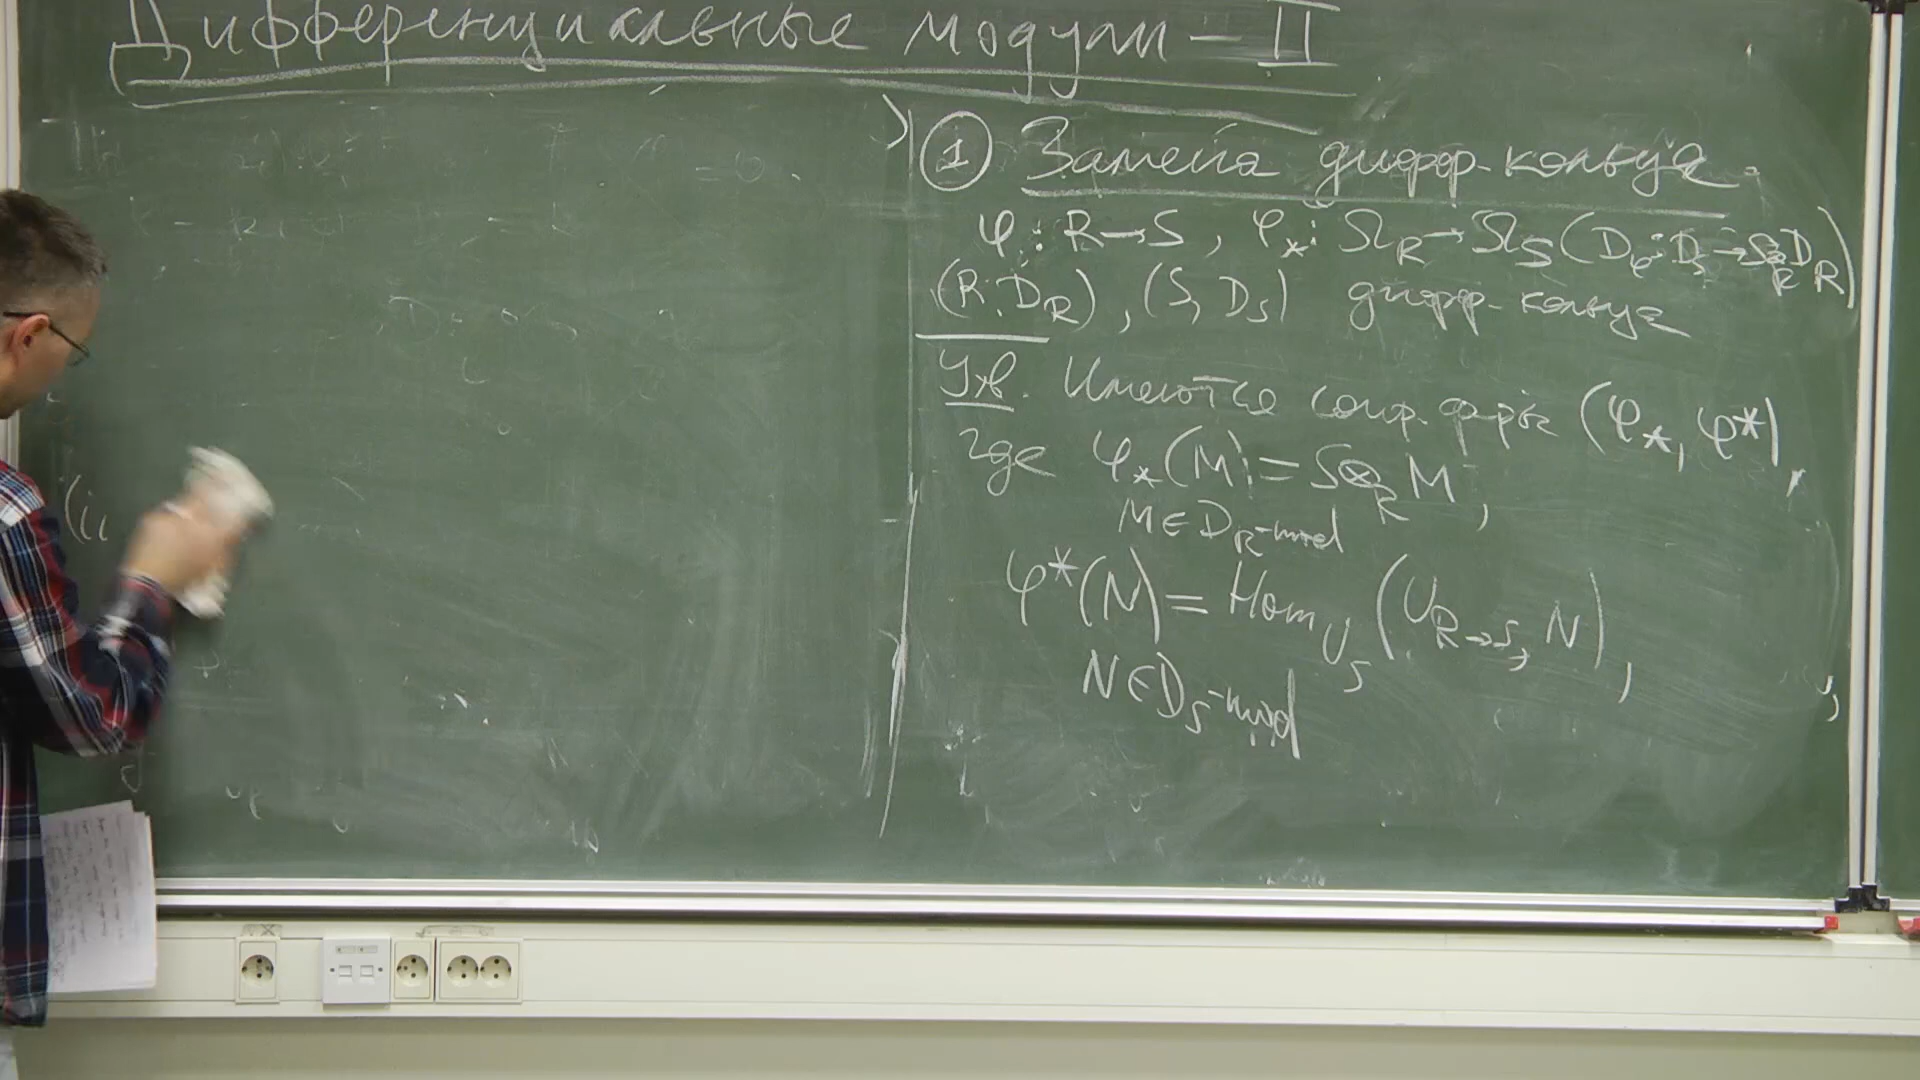 Дифференциальные модули – II
① Замена дифф-кольца.
φ: R→S, φ_*: Ω_R→Ω_S (D_φ: D_S→S⊗_R D_R)
(R, D_R), (S, D_S) дифф-кольца
Утв. Имеются сопр. ф-ры (φ_*, φ^*),
где φ_*(M) := S⊗_R M,
M∈D_R-mod
φ^*(N) = Hom_{U_S}(U_{R→S}, N),
N∈D_S-mod